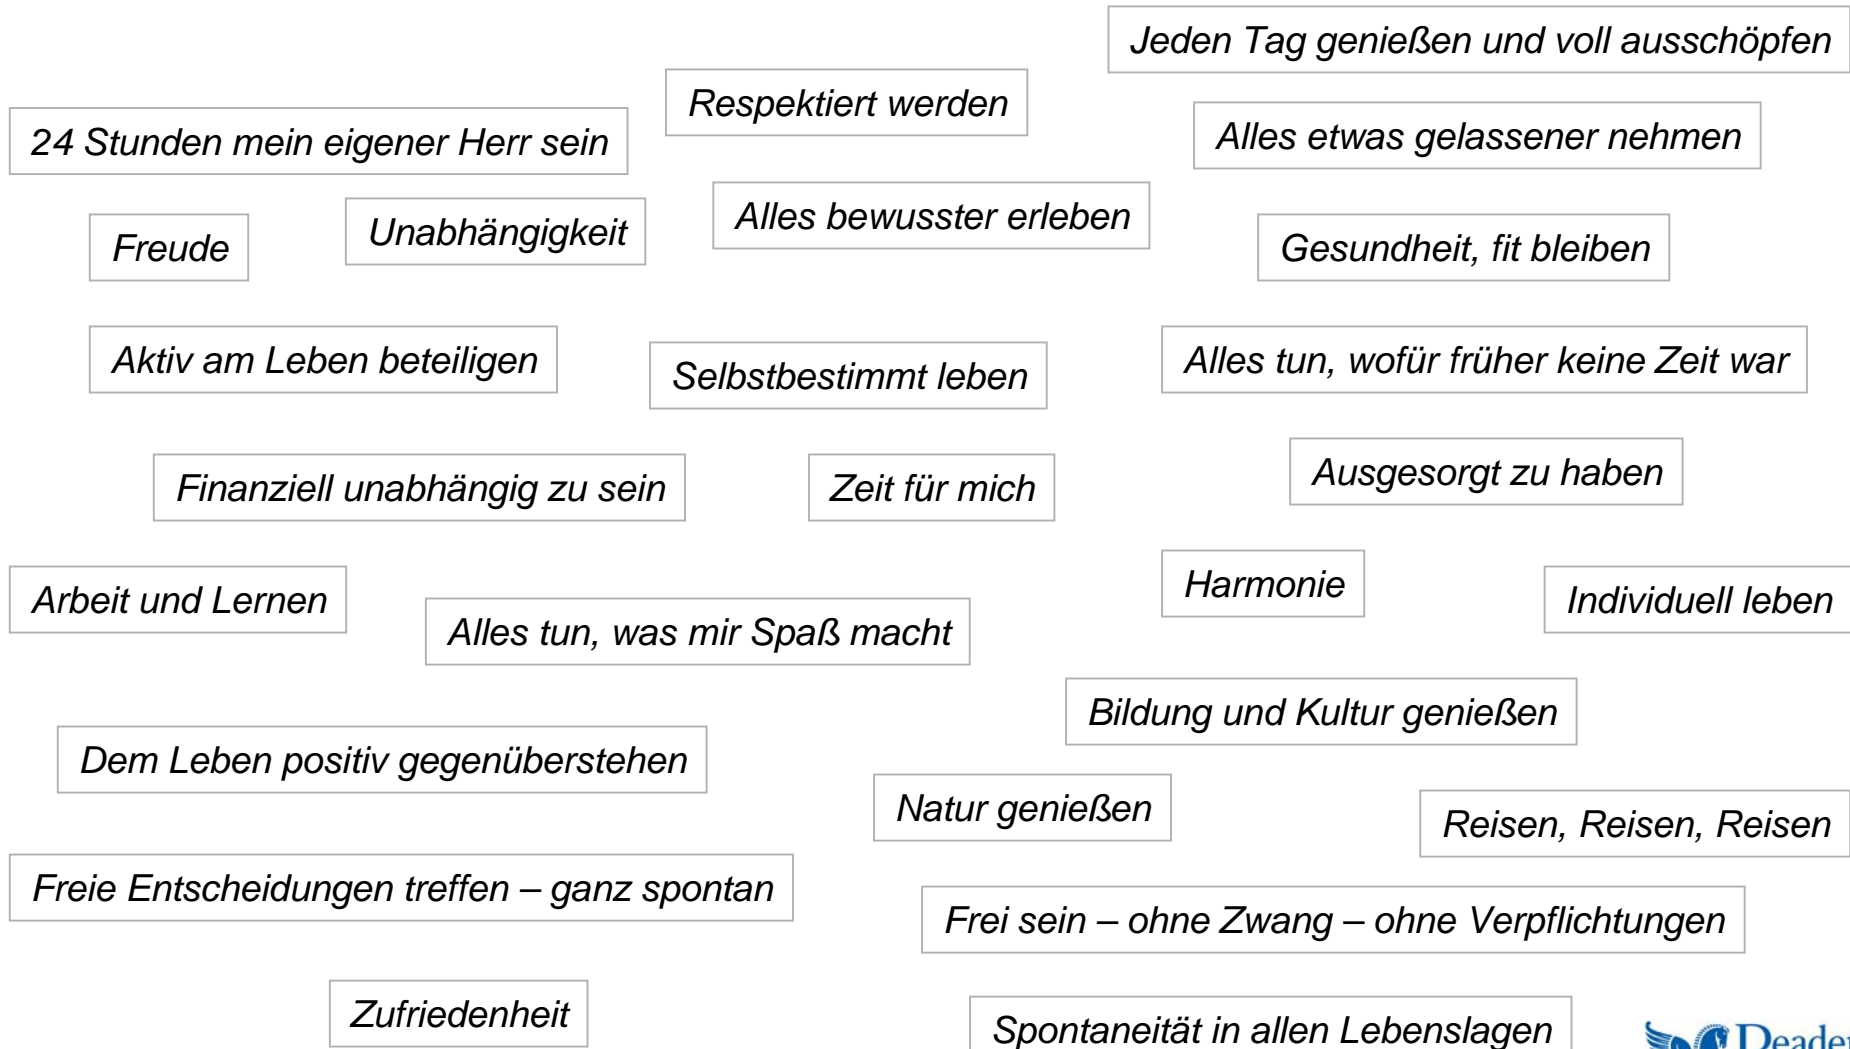 Jeden Tag genießen und voll ausschöpfen
Respektiert werden
24 Stunden mein eigener Herr sein
Alles etwas gelassener nehmen
Freude
Unabhängigkeit
Alles bewusster erleben
Gesundheit, fit bleiben
Aktiv am Leben beteiligen
Selbstbestimmt leben
Alles tun, wofür früher keine Zeit war
Finanziell unabhängig zu sein
Zeit für mich
Ausgesorgt zu haben
Arbeit und Lernen
Alles tun, was mir Spaß macht
Harmonie
Individuell leben
Bildung und Kultur genießen
Dem Leben positiv gegenüberstehen
Natur genießen
Reisen, Reisen, Reisen
Freie Entscheidungen treffen – ganz spontan
Frei sein – ohne Zwang – ohne Verpflichtungen
Zufriedenheit
Spontaneität in allen Lebenslagen